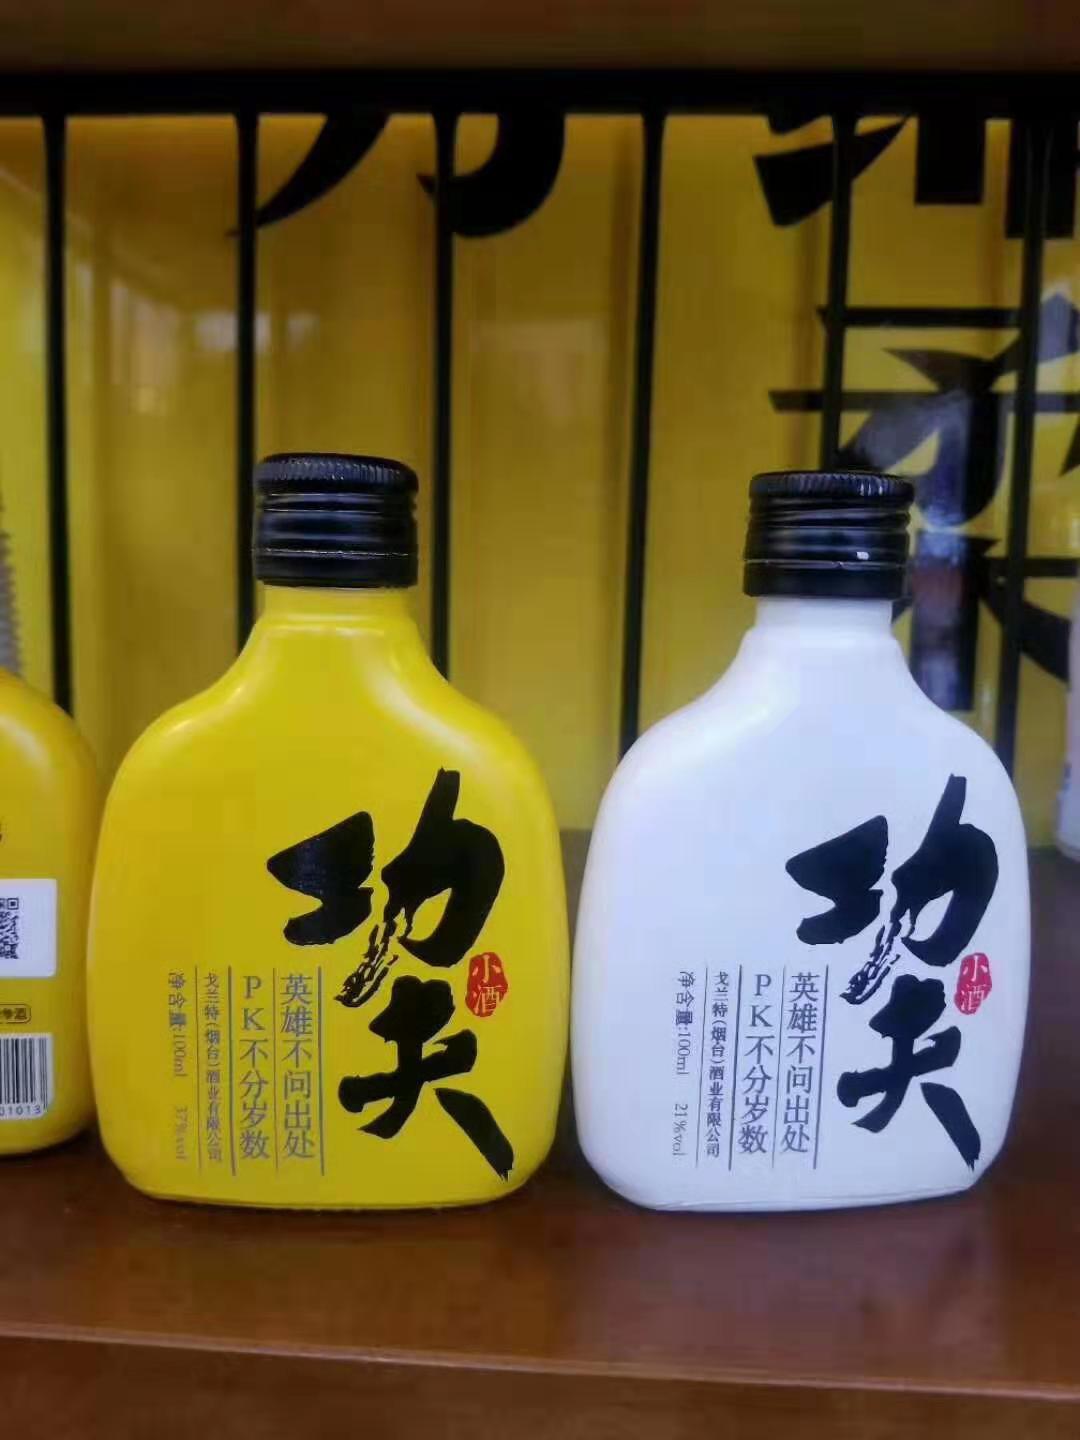 功夫
小酒
英雄不问出处
PK不分岁数
戈兰特(烟台)酒业有限公司
净含量:100ml 37%vol
功夫
小酒
英雄不问出处
PK不分岁数
戈兰特(烟台)酒业有限公司
净含量:100ml 21%vol
01013